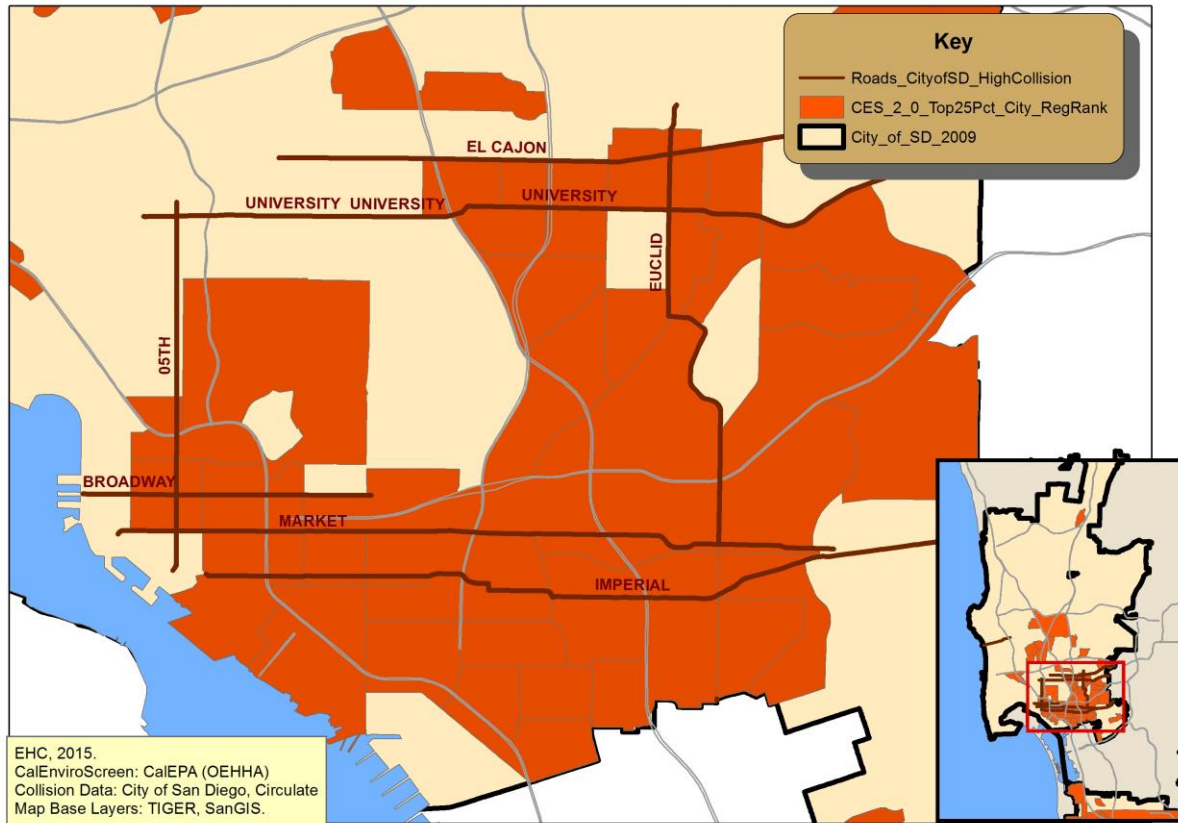 Key
Roads_CityofSD_HighCollision
CES_2_0_Top25Pct_City_RegRank
City_of_SD_2009
EL CAJON
UNIVERSITY UNIVERSITY UNIVERSITY
EUCLID
05TH
BROADWAY
MARKET
IMPERIAL
EHC, 2015.
CalEnviroScreen: CalEPA (OEHHA)
Collision Data: City of San Diego, Circulate
Map Base Layers: TIGER, SanGIS.